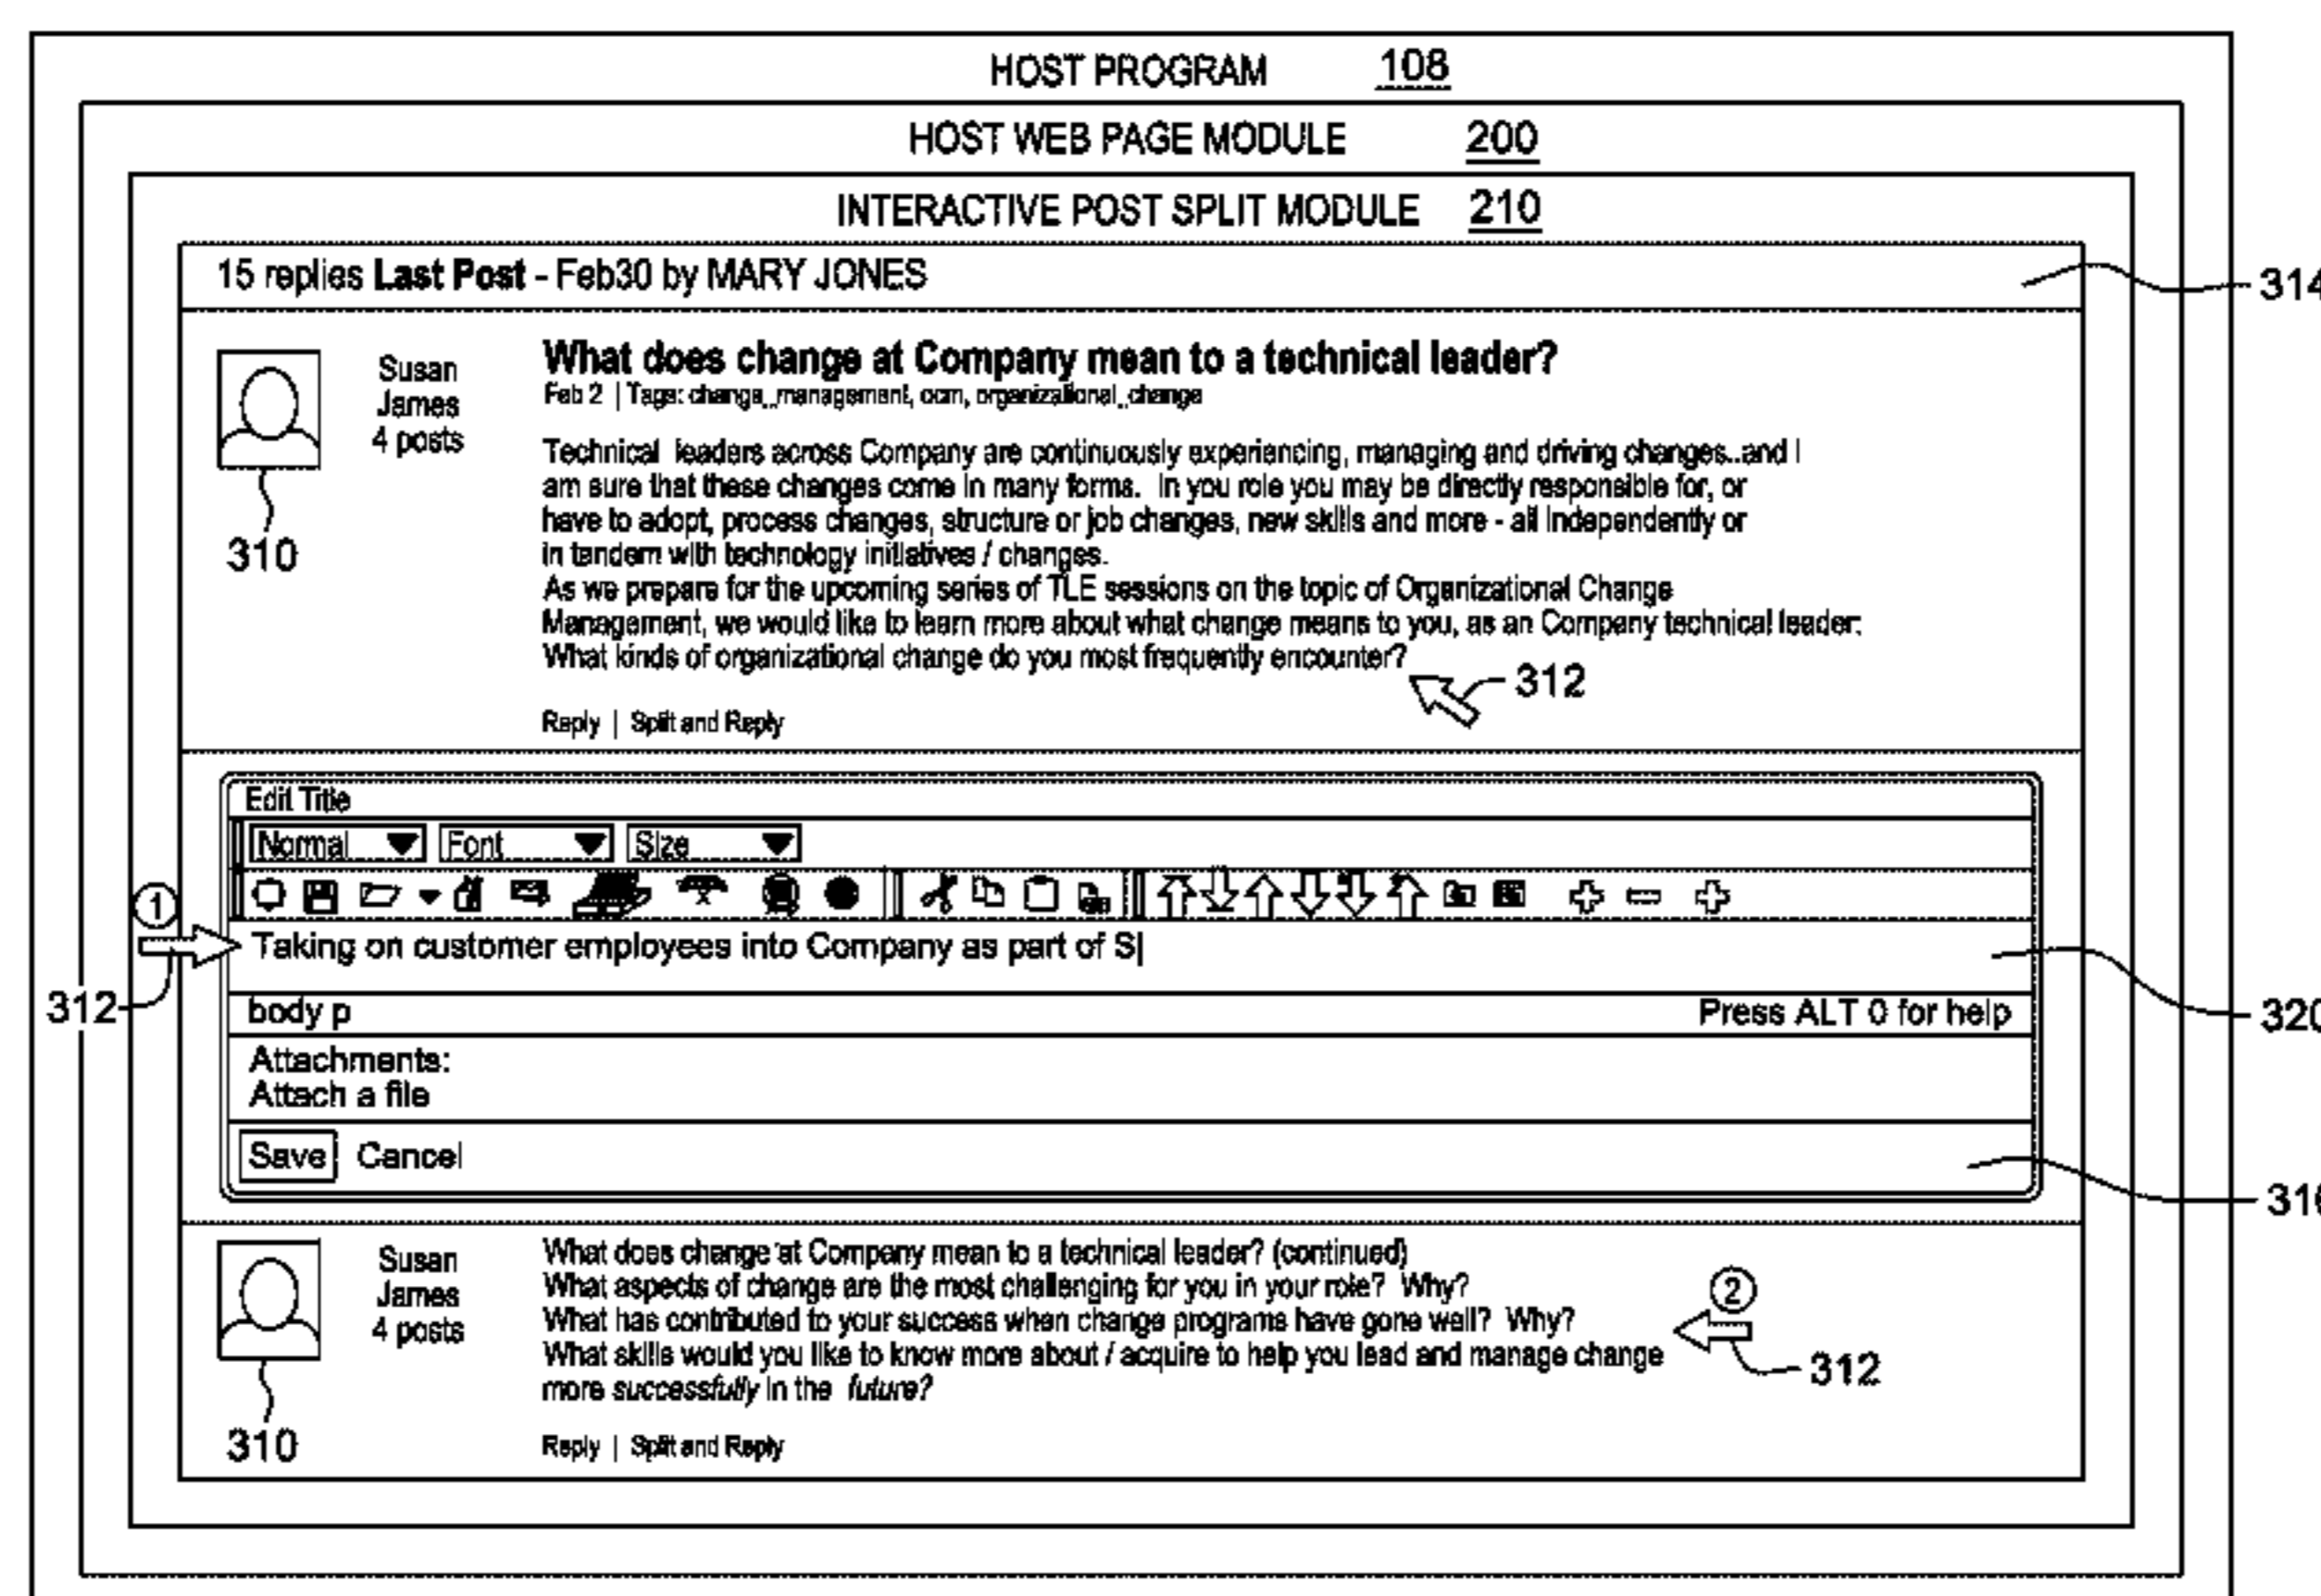 HOST PROGRAM 108
HOST WEB PAGE MODULE 200
INTERACTIVE POST SPLIT MODULE 210
15 replies Last Post - Feb30 by MARY JONES
314
Susan
James
4 posts
310
What does change at Company mean to a technical leader?
Feb 2 | Tags: change_management, ocm, organizational_change
Technical leaders across Company are continuously experiencing, managing and driving changes..and I
am sure that these changes come in many forms. In you role you may be directly responsible for, or
have to adopt, process changes, structure or job changes, new skills and more - all independently or
in tandem with technology initiatives / changes.
As we prepare for the upcoming series of TLE sessions on the topic of Organizational Change
Management, we would like to learn more about what change means to you, as an Company technical leader:
What kinds of organizational change do you most frequently encounter?
312
Reply | Split and Reply
Edit Title
Normal Font Size
1
Taking on customer employees into Company as part of S
312
320
body p Press ALT 0 for help
Attachments:
Attach a file
Save Cancel
316
Susan
James
4 posts
310
What does change at Company mean to a technical leader? (continued)
What aspects of change are the most challenging for you in your role? Why?
What has contributed to your success when change programs have gone well? Why?
What skills would you like to know more about / acquire to help you lead and manage change
more successfully in the future?
2
312
Reply | Split and Reply